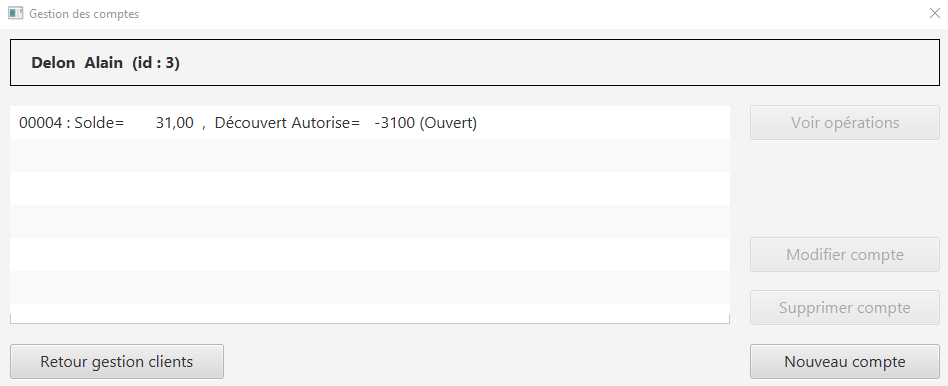 Gestion des comptes
Delon Alain (id : 3)
00004 : Solde= 31,00 , Découvert Autorise= -3100 (Ouvert)
Voir opérations
Modifier compte
Supprimer compte
Retour gestion clients
Nouveau compte